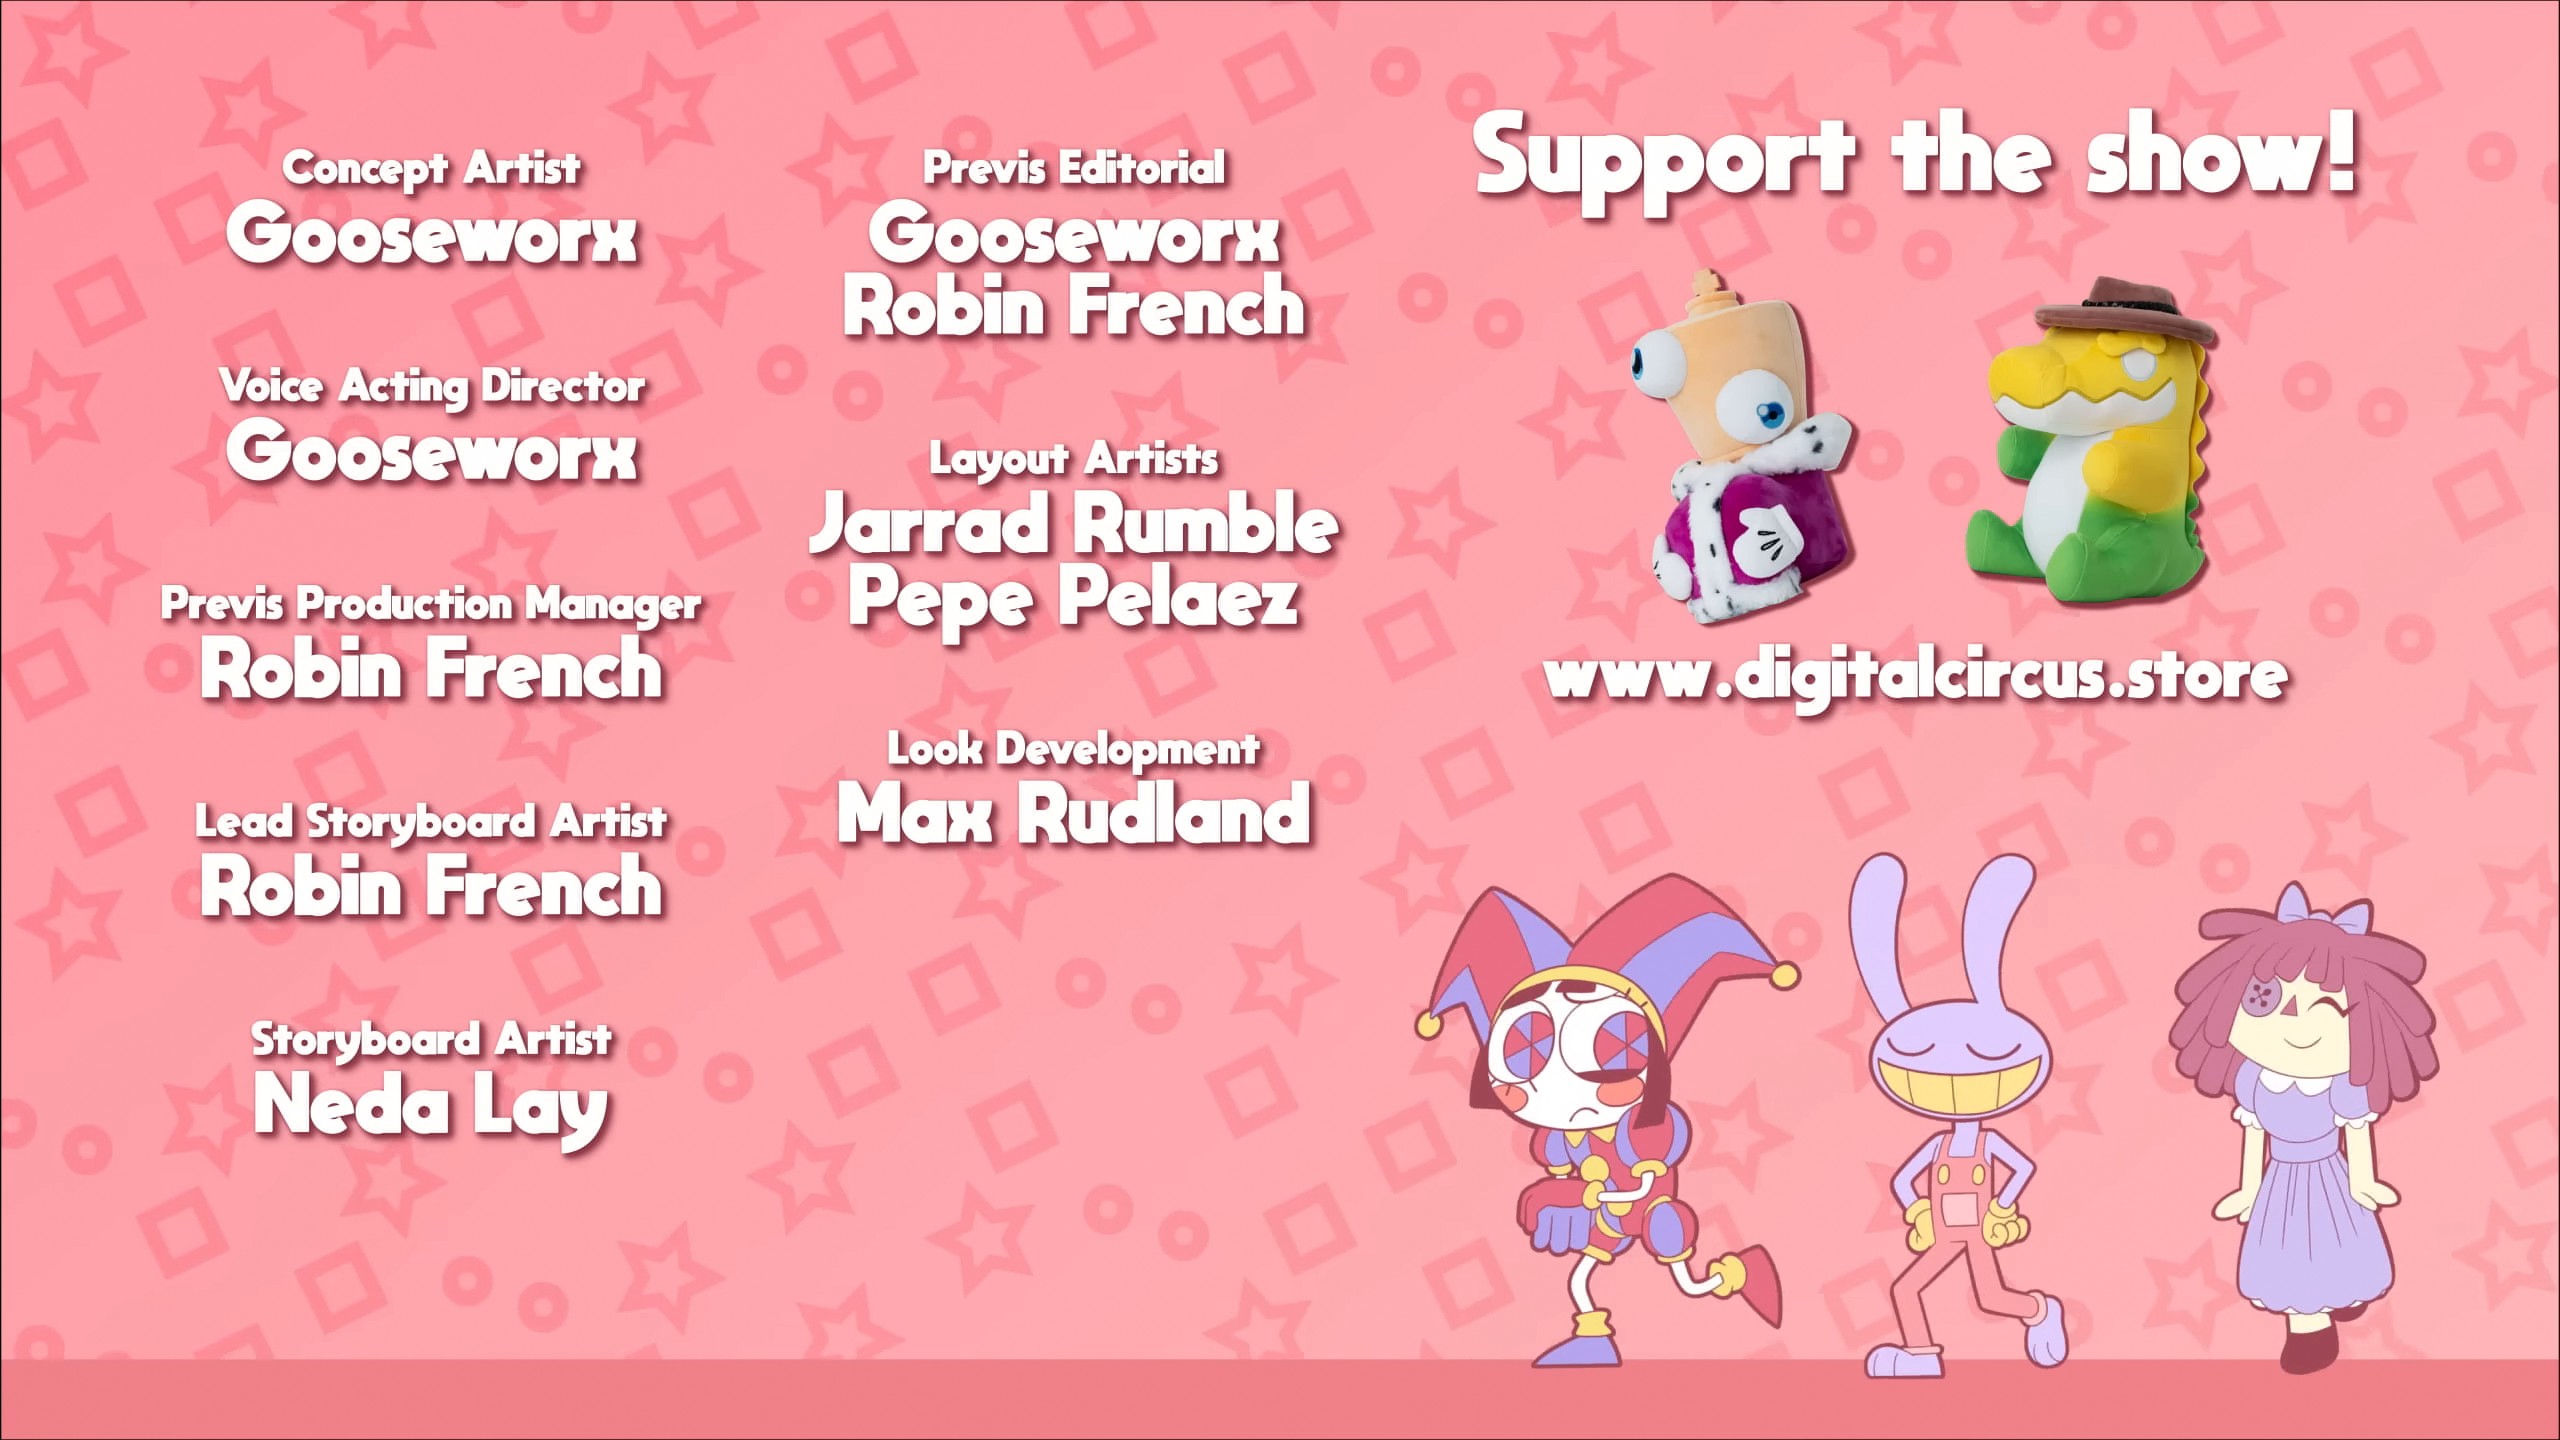 Concept Artist
Gooseworx
Voice Acting Director
Gooseworx
Previs Production Manager
Robin French
Lead Storyboard Artist
Robin French
Storyboard Artist
Neda Lay
Previs Editorial
Gooseworx
Robin French
Layout Artists
Jarrad Rumble
Pepe Pelaez
Look Development
Max Rudland
Support the show!
www.digitalcircus.store